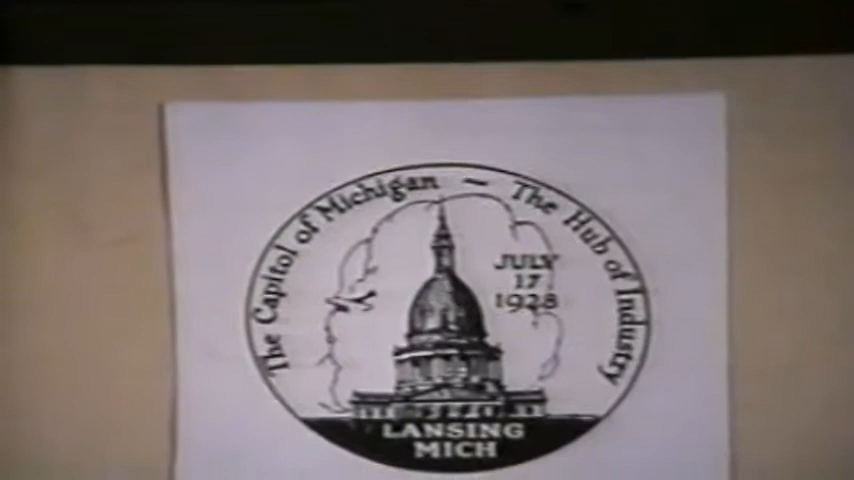 The Capitol of Michigan — The Hub of Industry
JULY
17
1928
LANSING
MICH